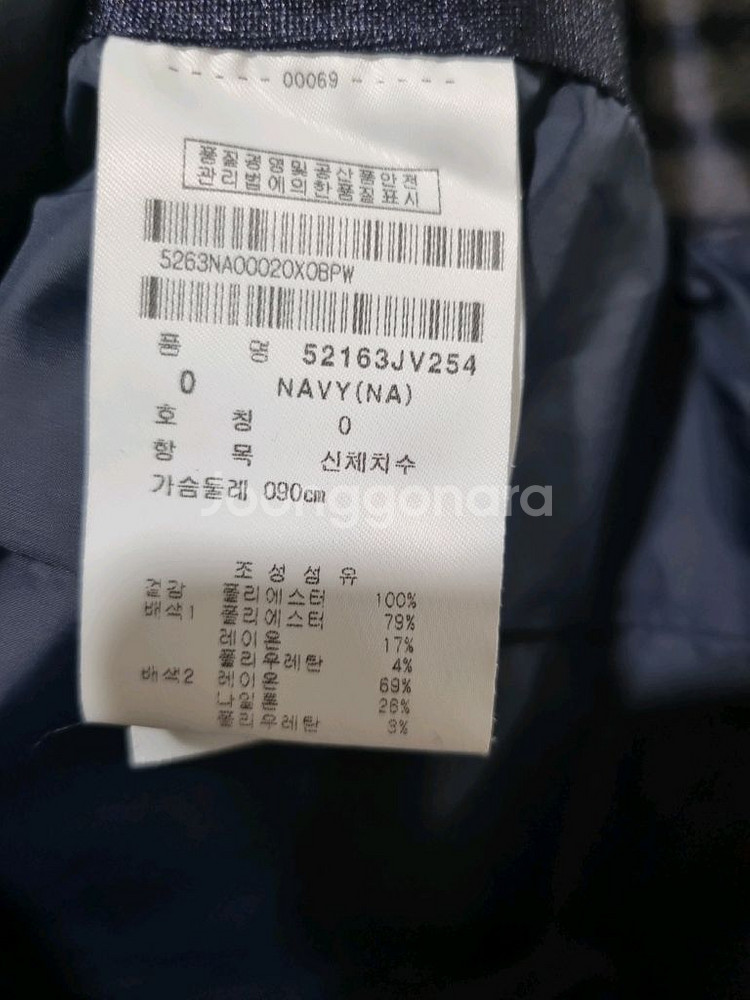 - - - - - 00069 - - - - -
품질경영및공산품안전
관리법에의한품질표시
5263NA00020X0BPW
품 명 52163JV254
0 NAVY(NA)
호 칭 0
항 목 신체치수
가슴둘레 090cm
joonggonara
조 성 섬 유
겉감 폴리에스터 100%
배색1 폴리에스터 79%
레이온 17%
폴리우레탄 4%
배색2 레이온 69%
나일론 26%
폴리우레탄 3%